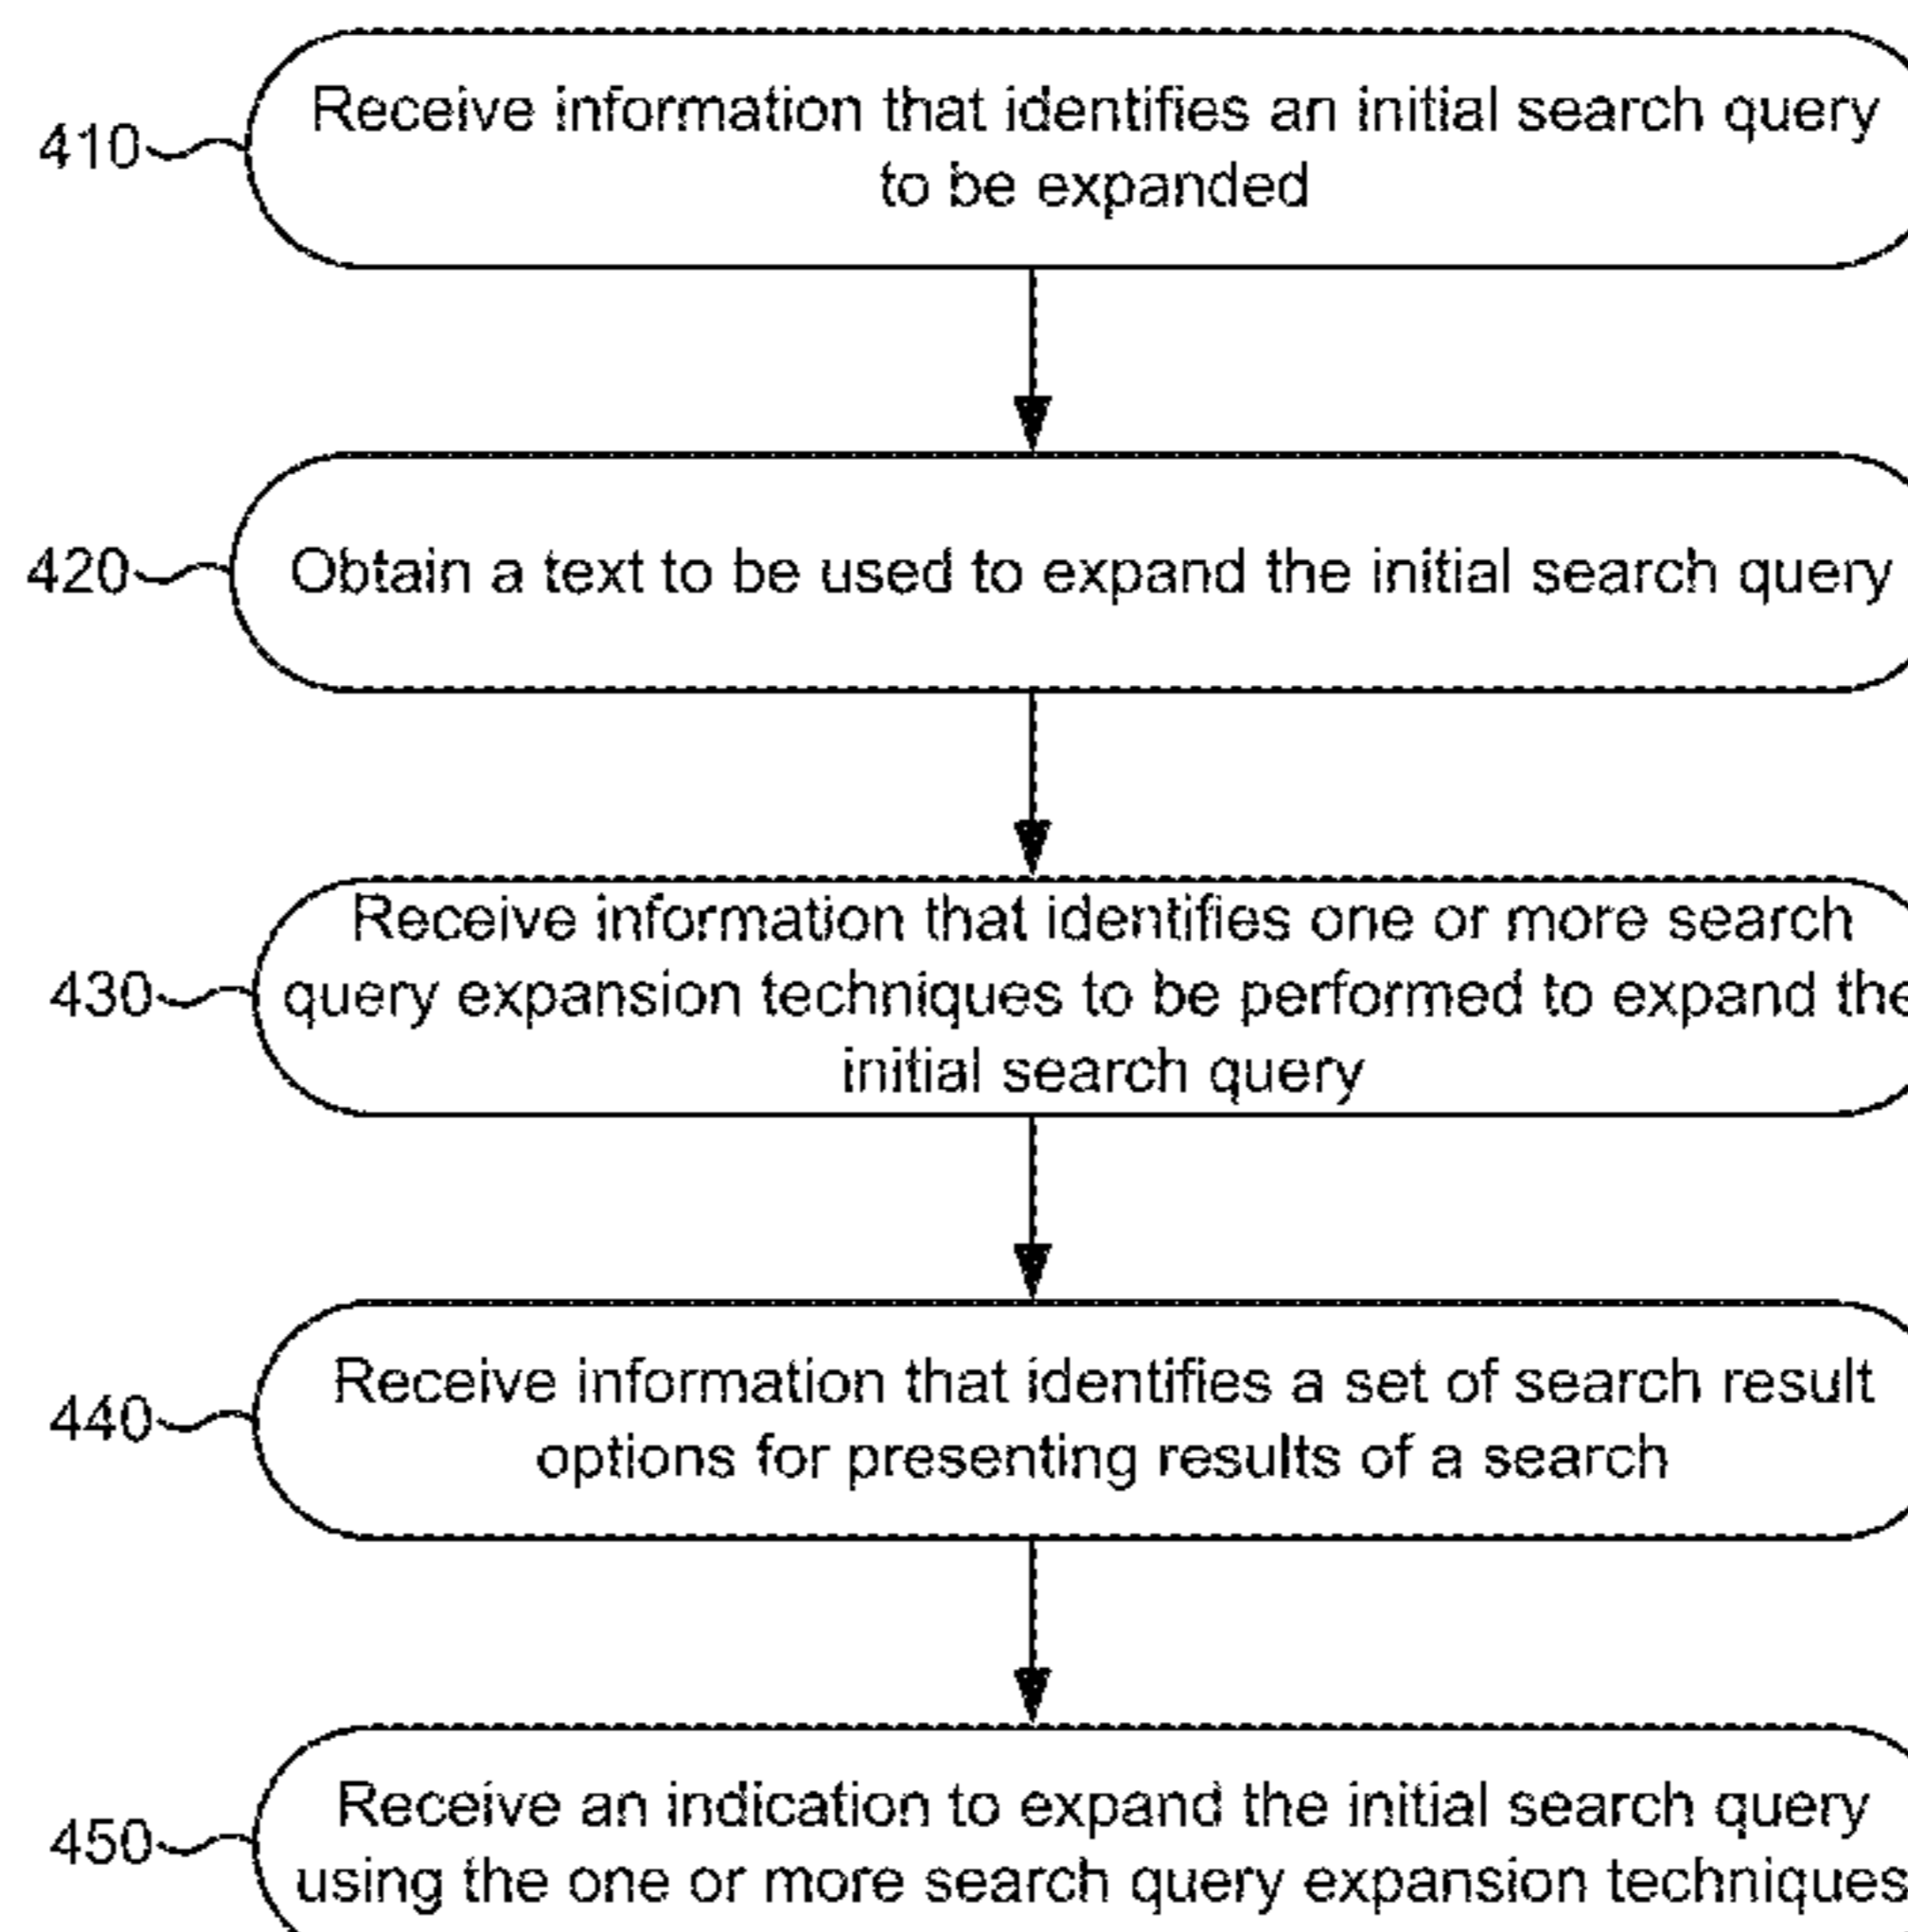 410
Receive information that identifies an initial search query
to be expanded
420
Obtain a text to be used to expand the initial search query
430
Receive information that identifies one or more search
query expansion techniques to be performed to expand the
initial search query
440
Receive information that identifies a set of search result
options for presenting results of a search
450
Receive an indication to expand the initial search query
using the one or more search query expansion techniques